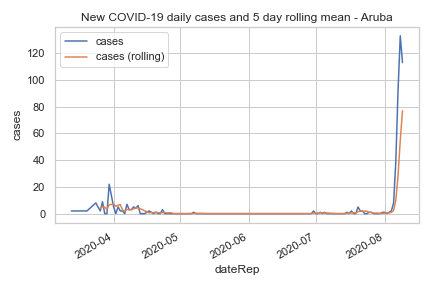 New COVID-19 daily cases and 5 day rolling mean - Aruba
cases
cases (rolling)
120
100
80
60
40
20
0
cases
2020-04
2020-05
2020-06
2020-07
2020-08
dateRep